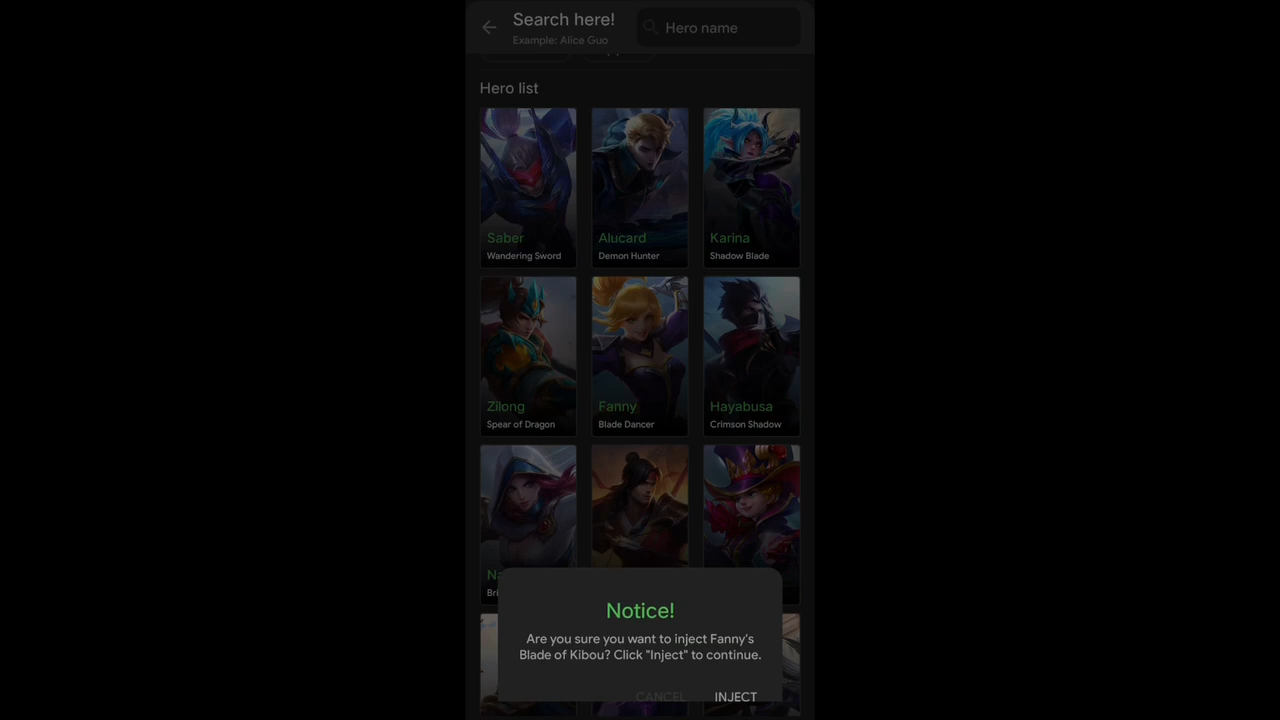 Search here!
Example: Alice Guo
Hero name
Hero list
Saber
Wandering Sword
Alucard
Demon Hunter
Karina
Shadow Blade
Zilong
Spear of Dragon
Fanny
Blade Dancer
Hayabusa
Crimson Shadow
Notice!
Are you sure you want to inject Fanny's
Blade of Kibou? Click "Inject" to continue.
CANCEL
INJECT